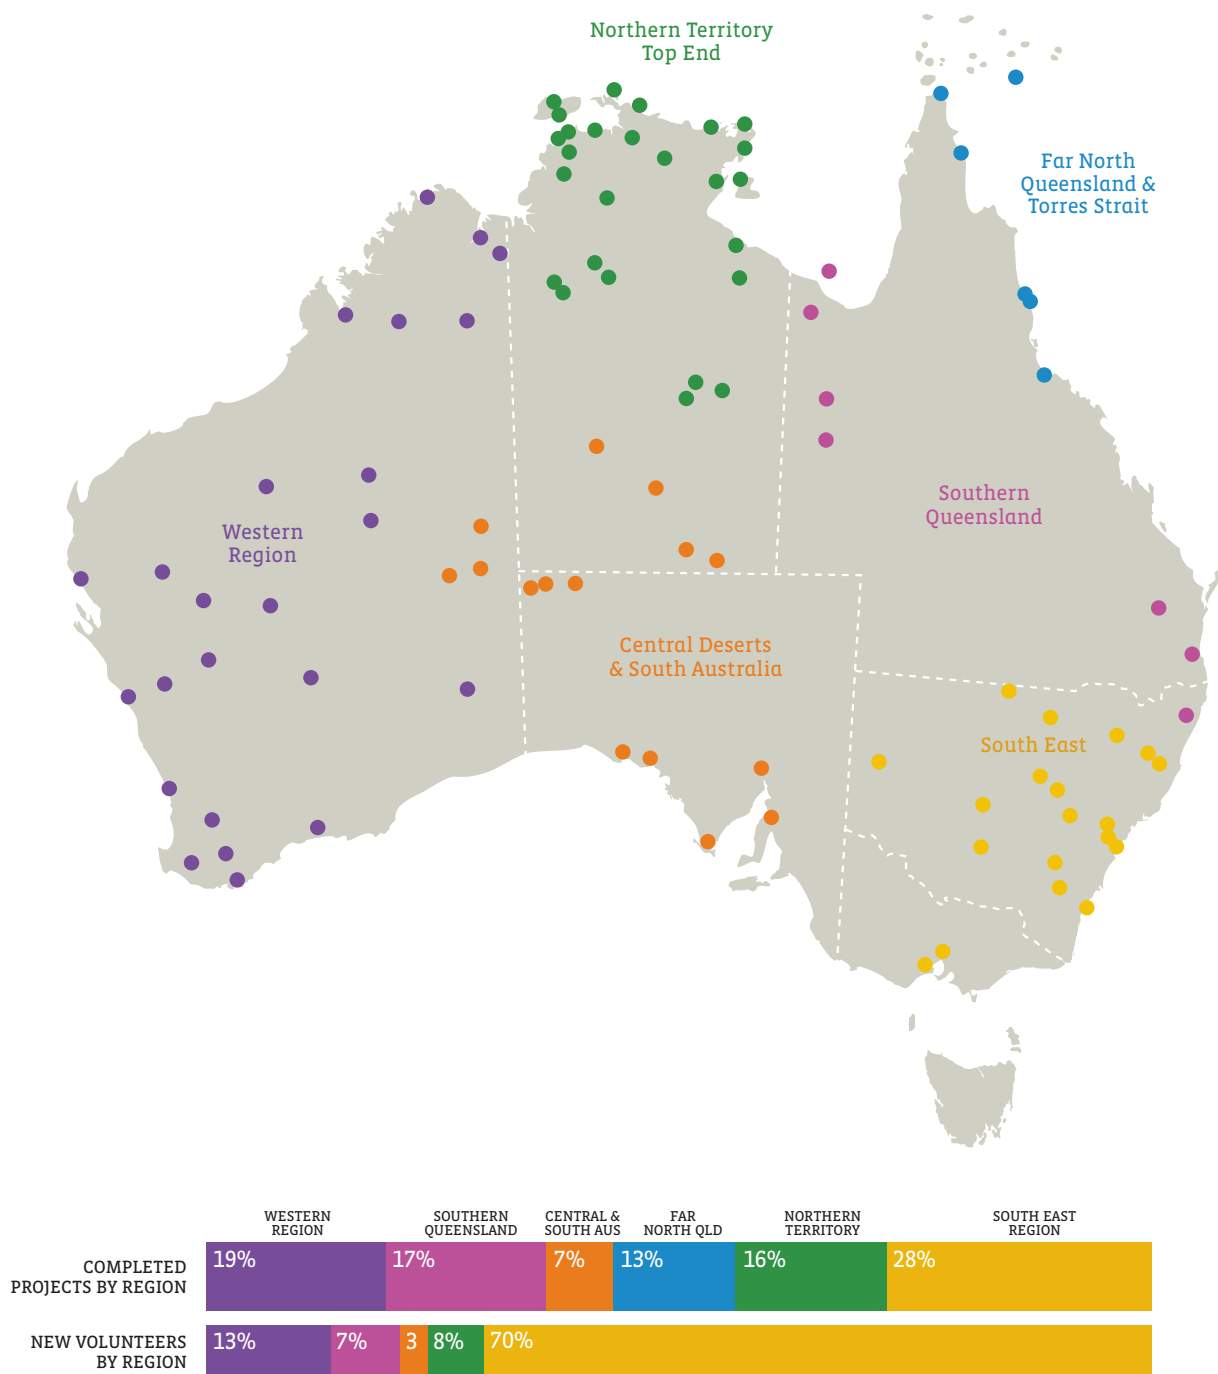 Northern Territory
Top End
Far North
Queensland &
Torres Strait
Southern
Queensland
Western
Region
Central Deserts
& South Australia
South East
WESTERN
REGION
SOUTHERN
QUEENSLAND
CENTRAL &
SOUTH AUS
FAR
NORTH QLD
NORTHERN
TERRITORY
SOUTH EAST
REGION
COMPLETED
PROJECTS BY REGION
19% 17% 7% 13% 16% 28%
NEW VOLUNTEERS
BY REGION
13% 7% 3 8% 70%